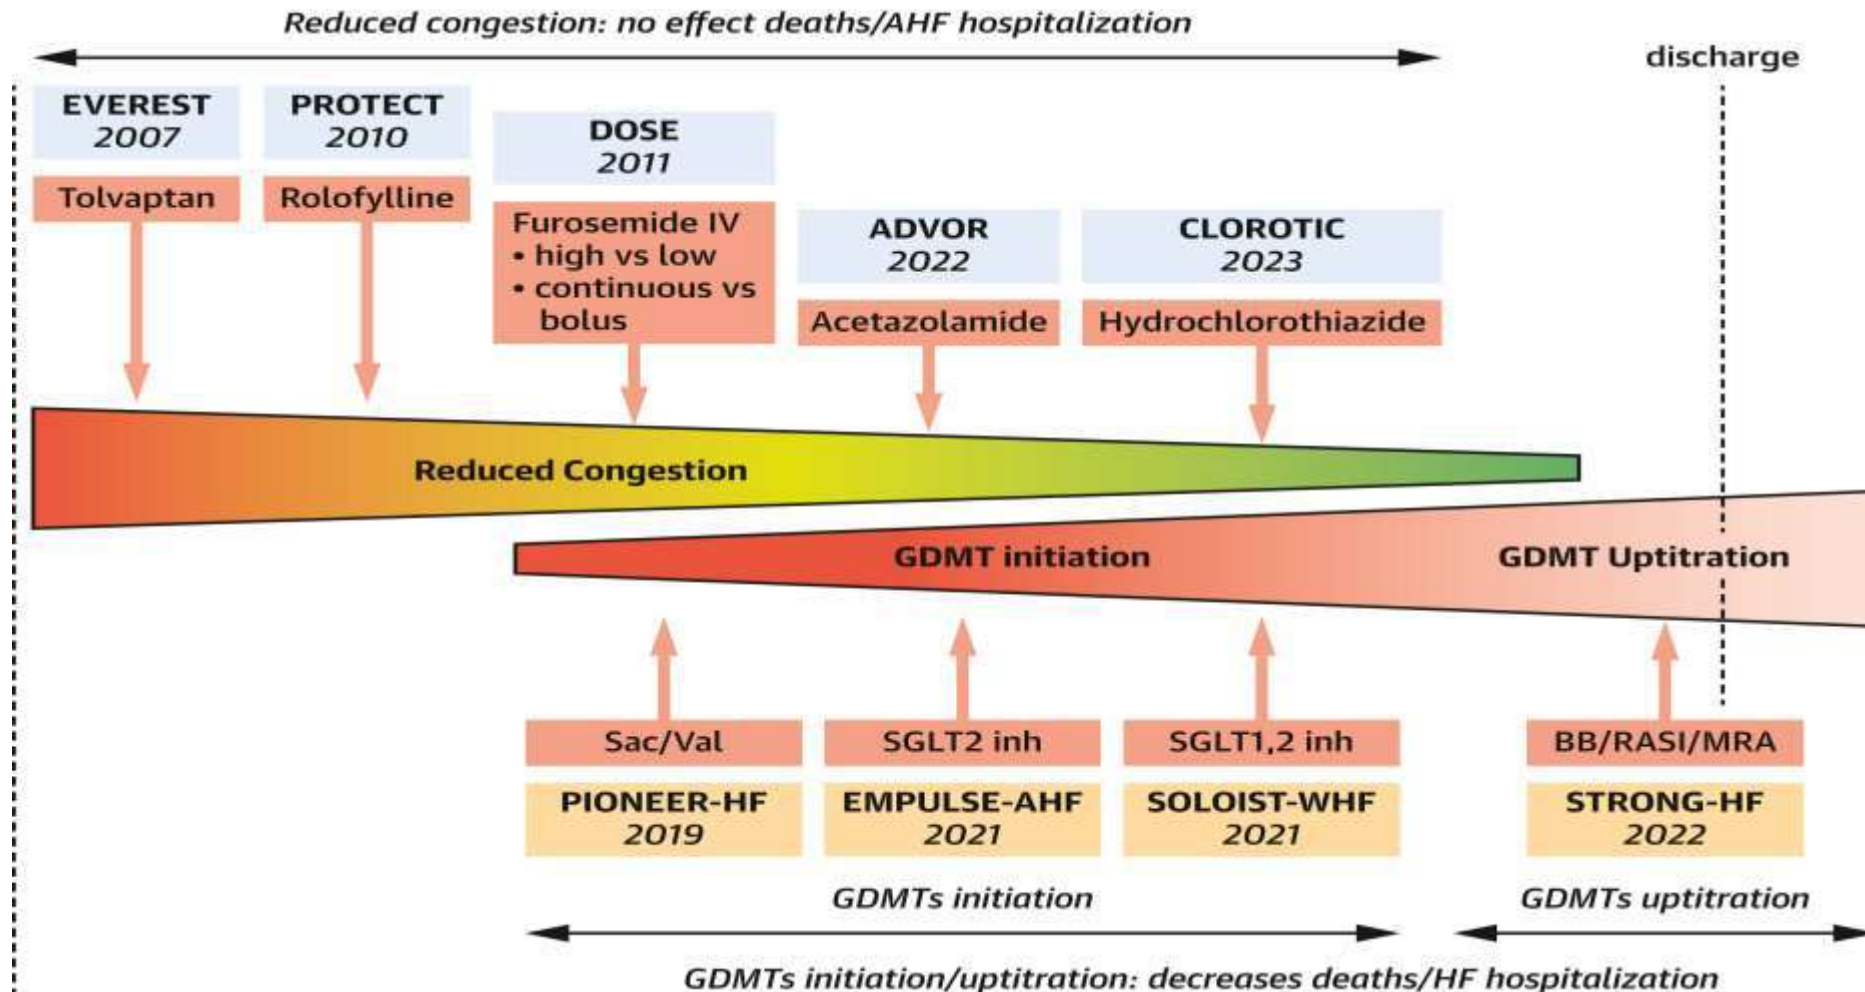 Reduced congestion: no effect deaths/AHF hospitalization
discharge
EVEREST
2007
Tolvaptan
PROTECT
2010
Rolofylline
DOSE
2011
Furosemide IV
• high vs low
• continuous vs
bolus
ADVOR
2022
Acetazolamide
CLOROTIC
2023
Hydrochlorothiazide
Reduced Congestion
GDMT initiation
GDMT Uptitration
Sac/Val
PIONEER-HF
2019
SGLT2 inh
EMPULSE-AHF
2021
SGLT1,2 inh
SOLOIST-WHF
2021
BB/RASI/MRA
STRONG-HF
2022
GDMTs initiation
GDMTs uptitration
GDMTs initiation/uptitration: decreases deaths/HF hospitalization